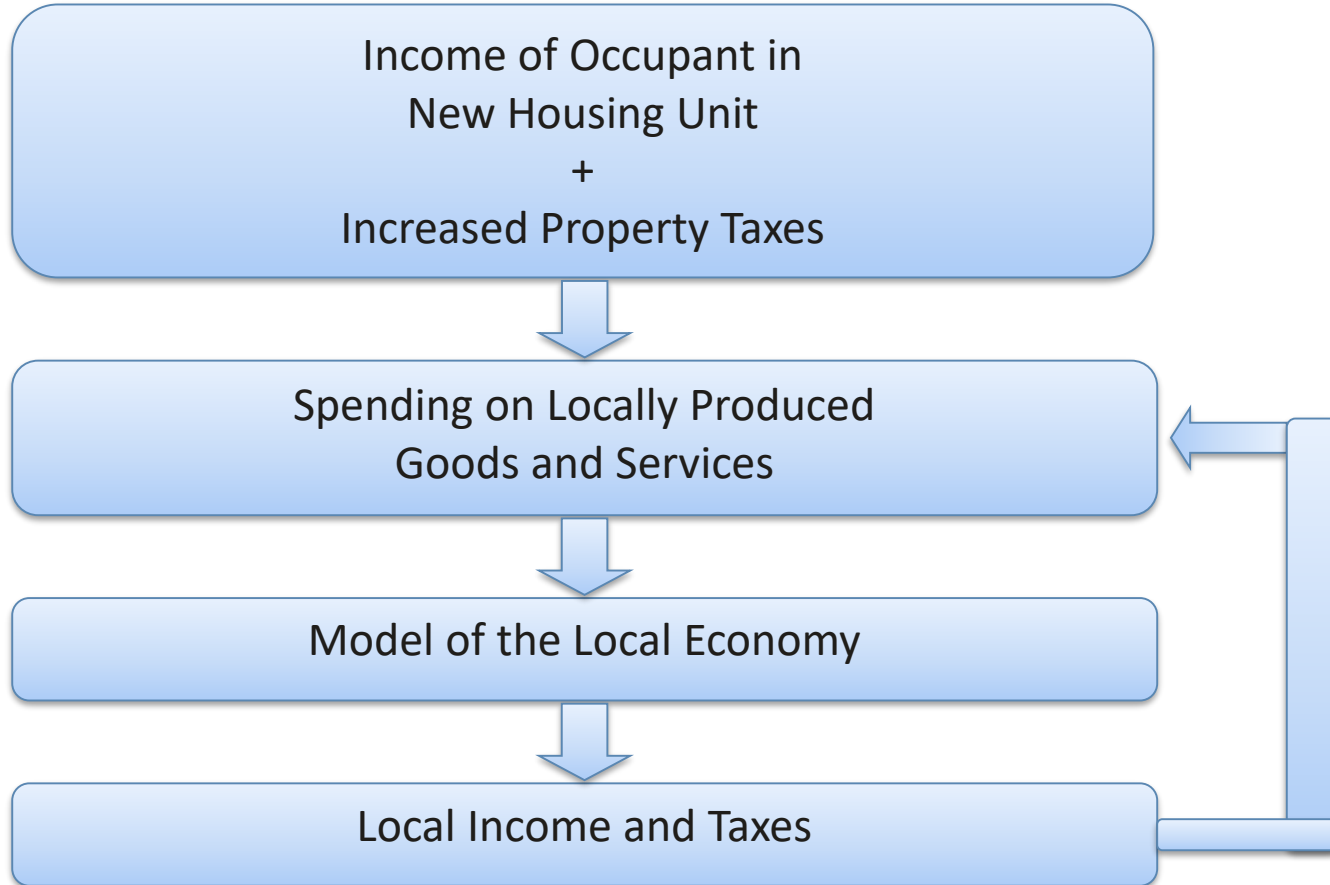 Income of Occupant in
New Housing Unit
+
Increased Property Taxes
Spending on Locally Produced
Goods and Services
Model of the Local Economy
Local Income and Taxes